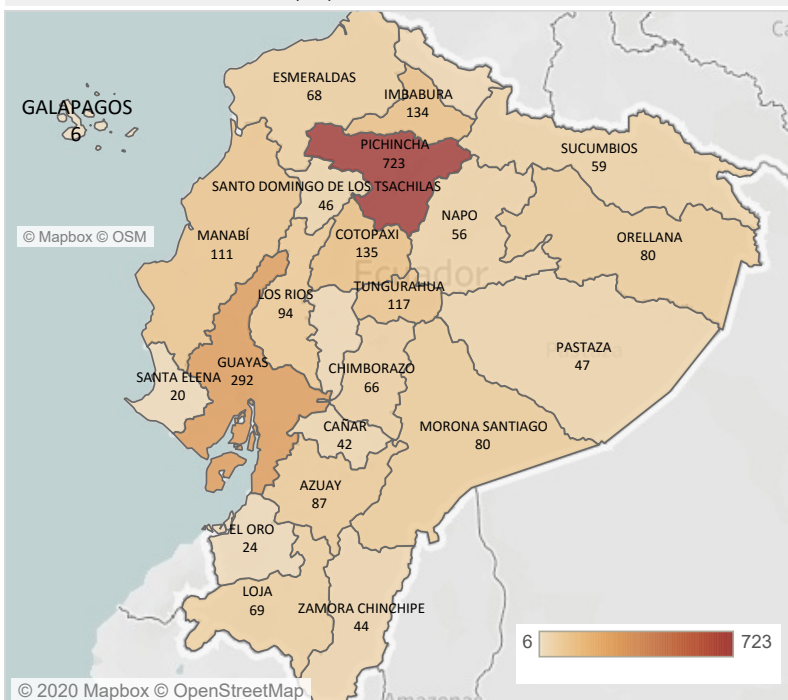 ESMERALDAS
68
IMBABURA
134
GALAPAGOS
6
PICHINCHA
723
SUCUMBIOS
59
SANTO DOMINGO DE LOS TSACHILAS
46
NAPO
56
© Mapbox © OSM
MANABÍ
111
COTOPAXI
135
ORELLANA
80
Ecuador
TUNGURAHUA
117
LOS RIOS
94
PASTAZA
47
GUAYAS
292
CHIMBORAZO
66
SANTA ELENA
20
CAÑAR
42
MORONA SANTIAGO
80
AZUAY
87
EL ORO
24
LOJA
69
ZAMORA CHINCHIPE
44
6
723
© 2020 Mapbox © OpenStreetMap
Amazonas